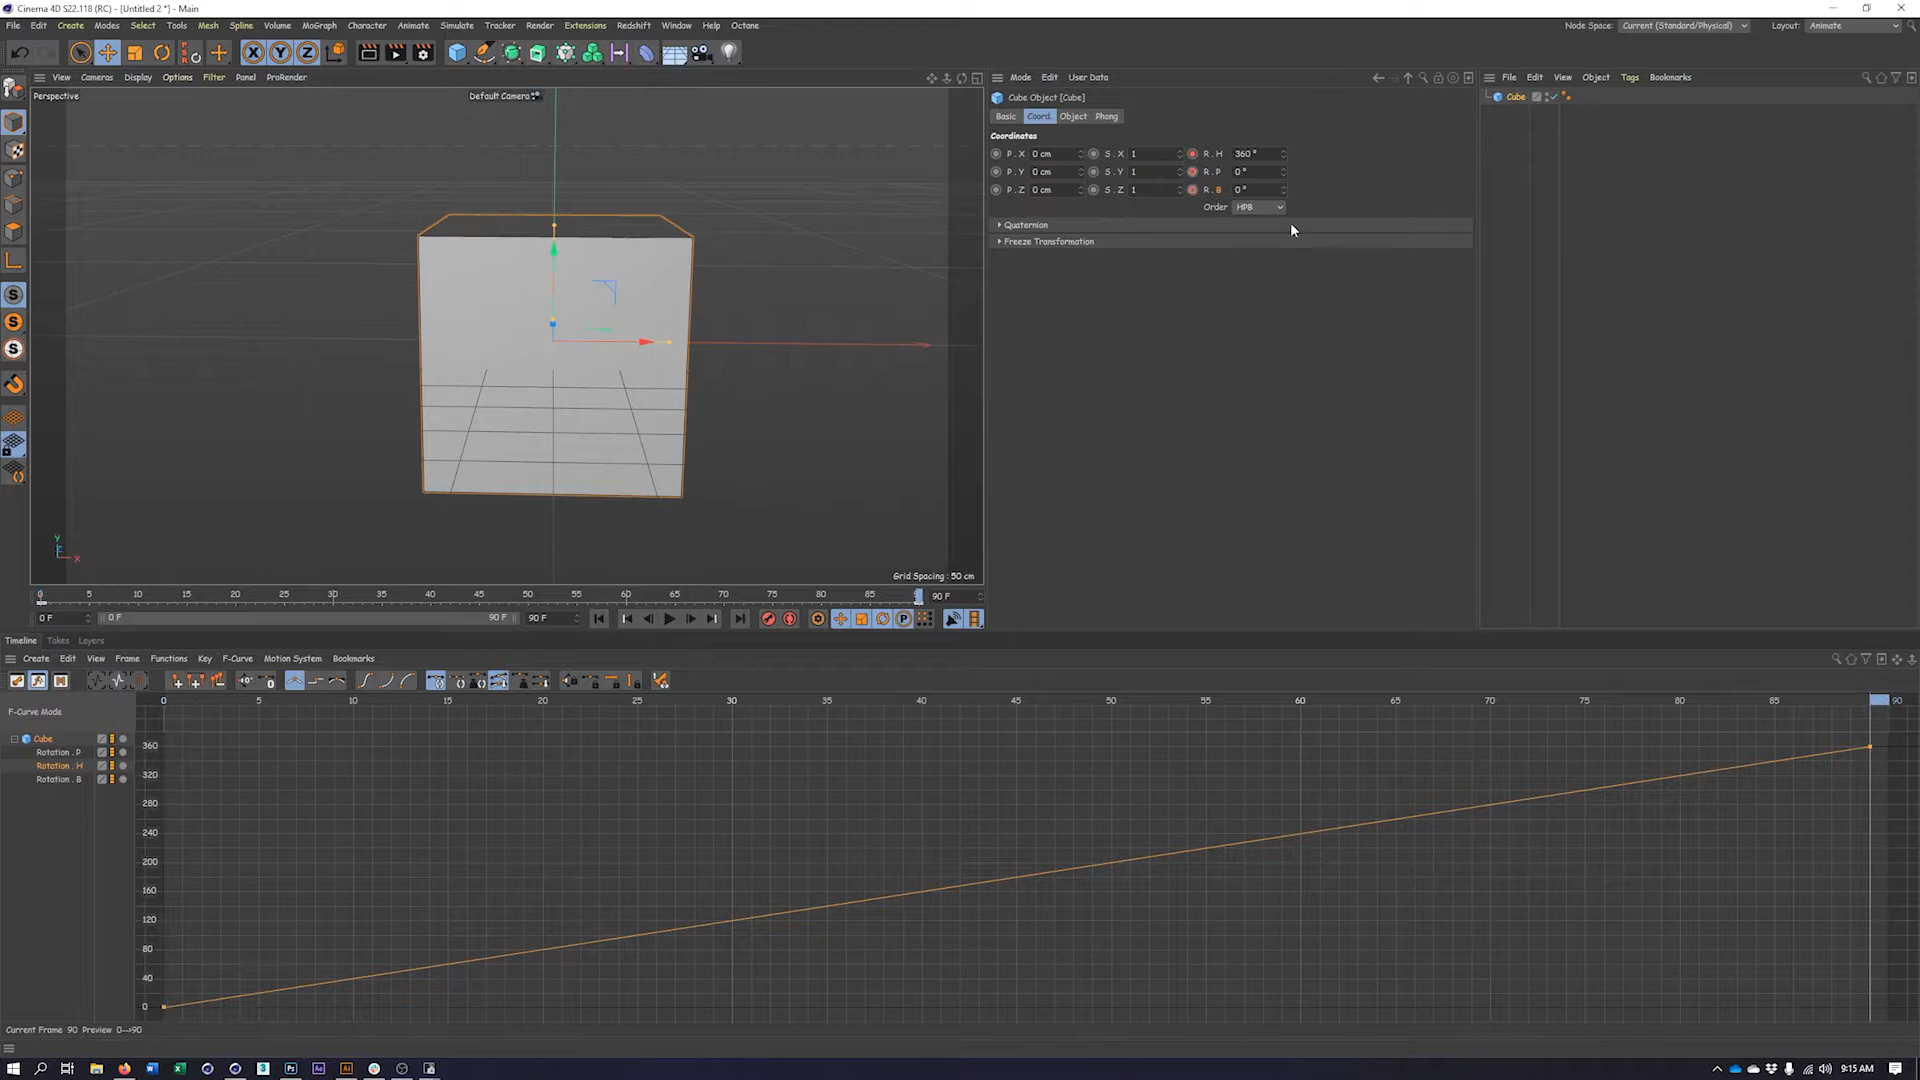 Cinema 4D S22.118 (RC) - [Untitled 2 *] - Main
File Edit Create Modes Select Tools Mesh Spline Volume MoGraph Character Animate Simulate Tracker Render Extensions Redshift Window Help Octane
Node Space: Current (Standard/Physical) Layout: Animate
View Cameras Display Options Filter Panel ProRender
Mode Edit User Data
File Edit View Object Tags Bookmarks
Perspective
Default Camera
Cube Object [Cube]
Cube
Basic Coord. Object Phong
Coordinates
P . X 0 cm S . X 1 R . H 360 °
P . Y 0 cm S . Y 1 R . P 0 °
P . Z 0 cm S . Z 1 R . B 0 °
Order HPB
Quaternion
Freeze Transformation
Y
Z
X
Grid Spacing : 50 cm
0 5 10 15 20 25 30 35 40 45 50 55 60 65 70 75 80 85 90 F
0 F 0 F 90 F 90 F
Timeline Takes Layers
Create Edit View Frame Functions Key F-Curve Motion System Bookmarks
0 5 10 15 20 25 30 35 40 45 50 55 60 65 70 75 80 85 90
F-Curve Mode
Cube
Rotation . P
Rotation . H
Rotation . B
360
320
280
240
200
160
120
80
40
0
Current Frame 90 Preview 0-->90
9:15 AM